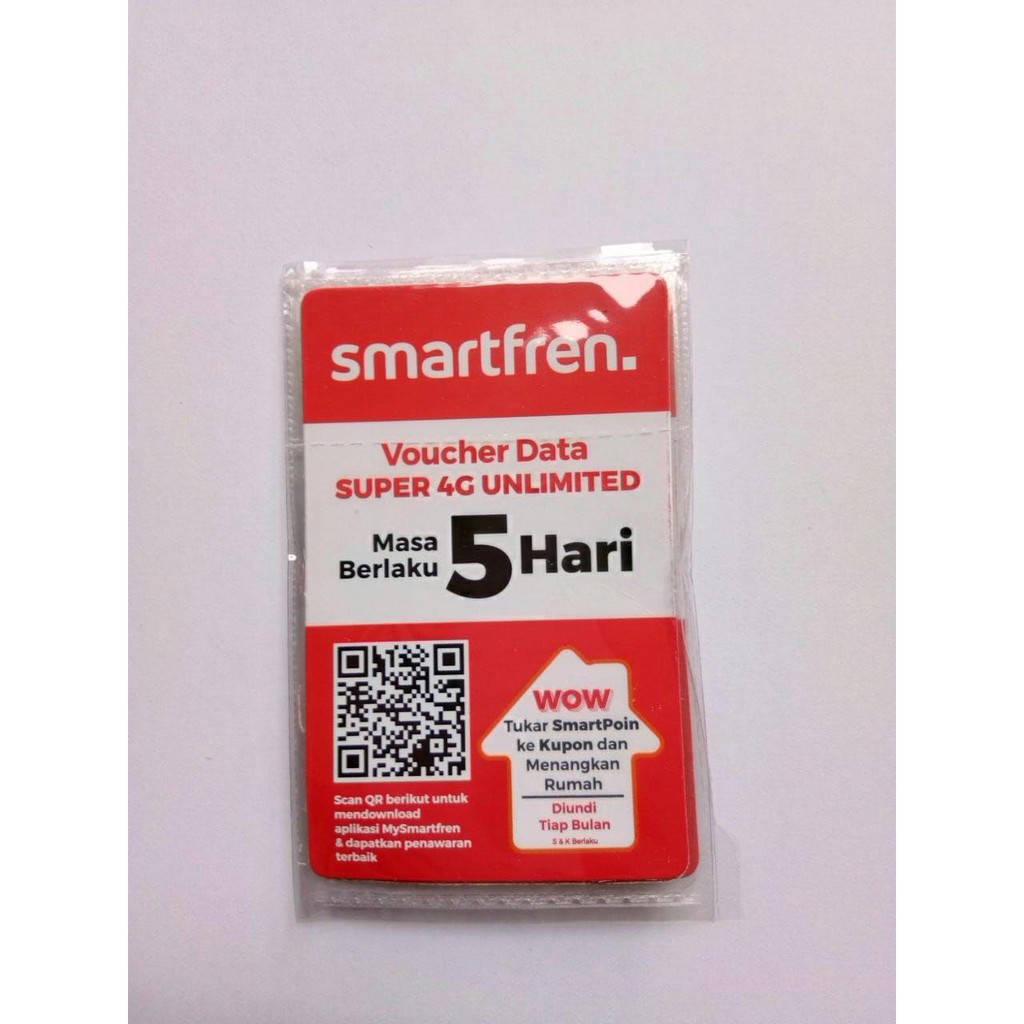 smartfren.
Voucher Data
SUPER 4G UNLIMITED
Masa
Berlaku
5 Hari
Scan QR berikut untuk
mendownload
aplikasi MySmartfren
& dapatkan penawaran
terbaik
WOW
Tukar SmartPoin
ke Kupon dan
Menangkan
Rumah
Diundi
Tiap Bulan
S & K Berlaku